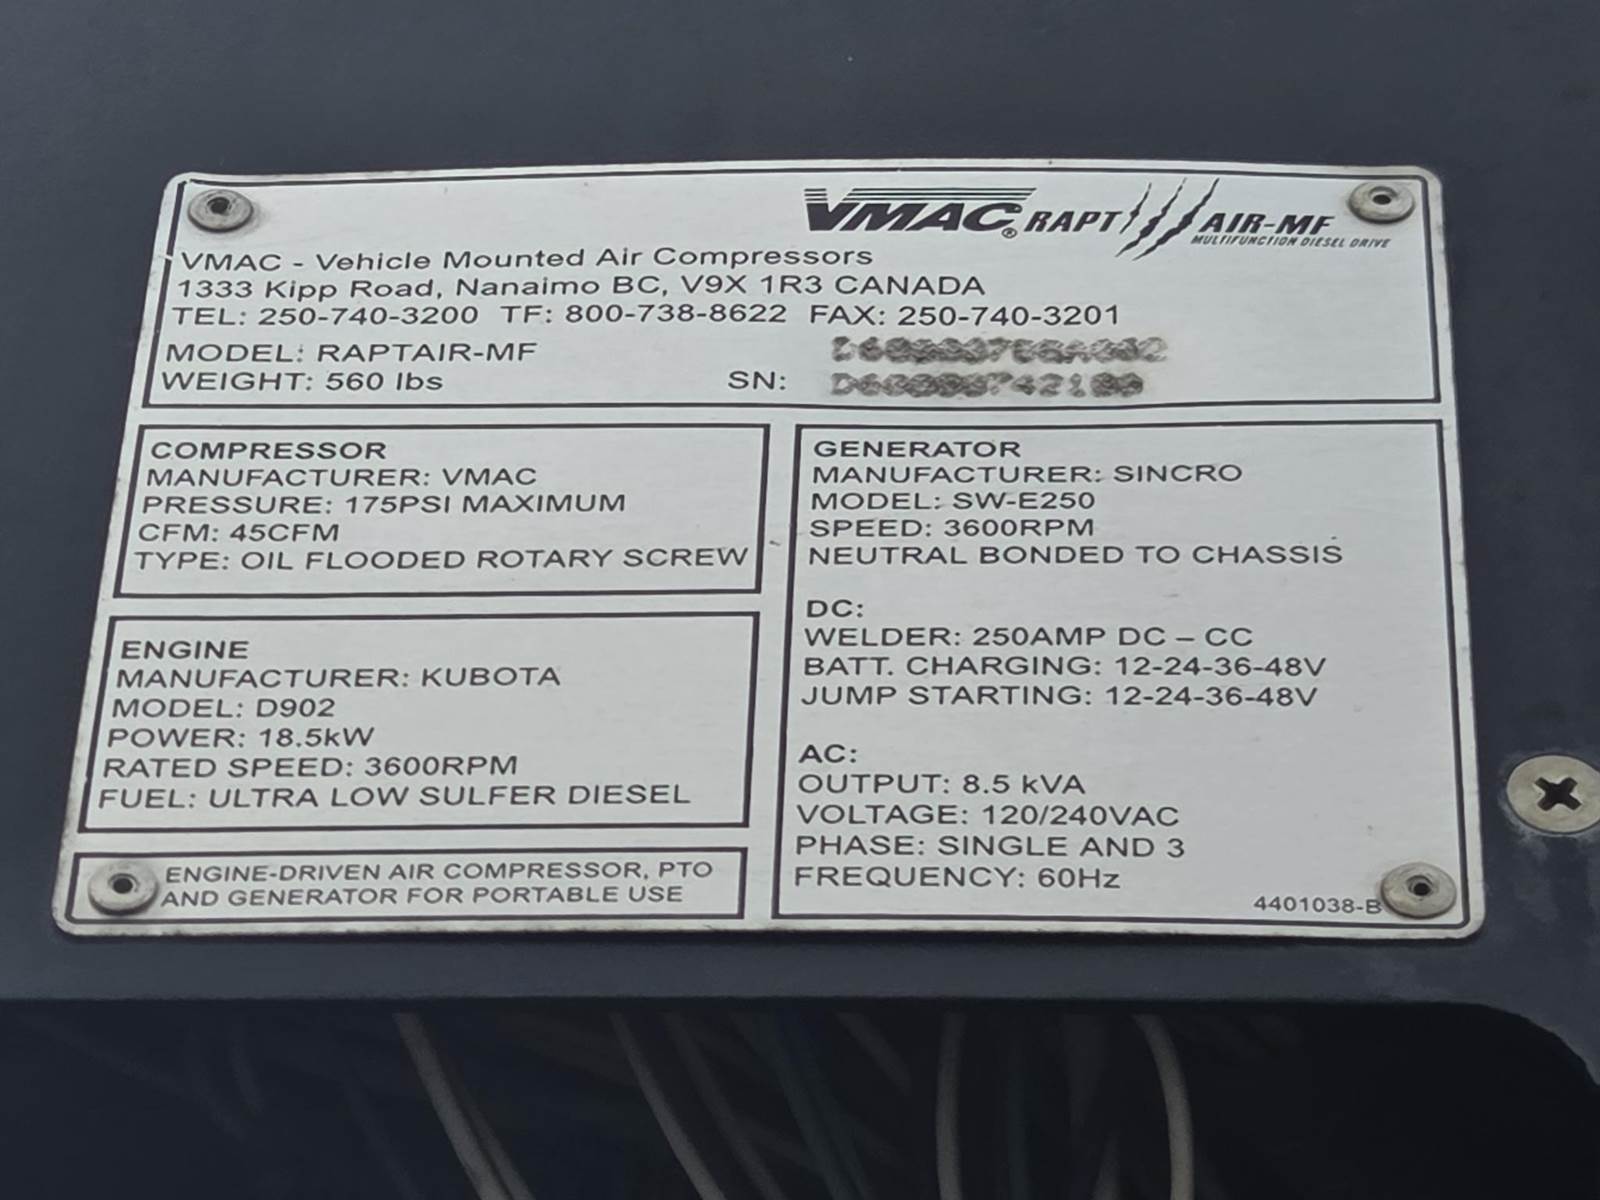 VMAC® RAPTAIR-MF
MULTIFUNCTION DIESEL DRIVE
VMAC - Vehicle Mounted Air Compressors
1333 Kipp Road, Nanaimo BC, V9X 1R3 CANADA
TEL: 250-740-3200 TF: 800-738-8622 FAX: 250-740-3201
MODEL: RAPTAIR-MF
WEIGHT: 560 lbs
SN:
COMPRESSOR
MANUFACTURER: VMAC
PRESSURE: 175PSI MAXIMUM
CFM: 45CFM
TYPE: OIL FLOODED ROTARY SCREW
ENGINE
MANUFACTURER: KUBOTA
MODEL: D902
POWER: 18.5kW
RATED SPEED: 3600RPM
FUEL: ULTRA LOW SULFER DIESEL
ENGINE-DRIVEN AIR COMPRESSOR, PTO
AND GENERATOR FOR PORTABLE USE
GENERATOR
MANUFACTURER: SINCRO
MODEL: SW-E250
SPEED: 3600RPM
NEUTRAL BONDED TO CHASSIS
DC:
WELDER: 250AMP DC – CC
BATT. CHARGING: 12-24-36-48V
JUMP STARTING: 12-24-36-48V
AC:
OUTPUT: 8.5 kVA
VOLTAGE: 120/240VAC
PHASE: SINGLE AND 3
FREQUENCY: 60Hz
4401038-B